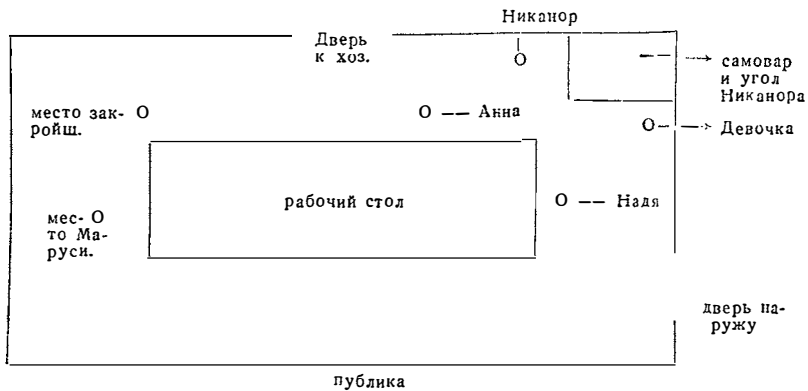 Никанор
Дверь
к хоз.
самовар
и угол
Никанора
место зак-
ройщ.
Анна
Девочка
рабочий стол
Надя
мес-
то Ма-
руси.
дверь на-
ружу
публика